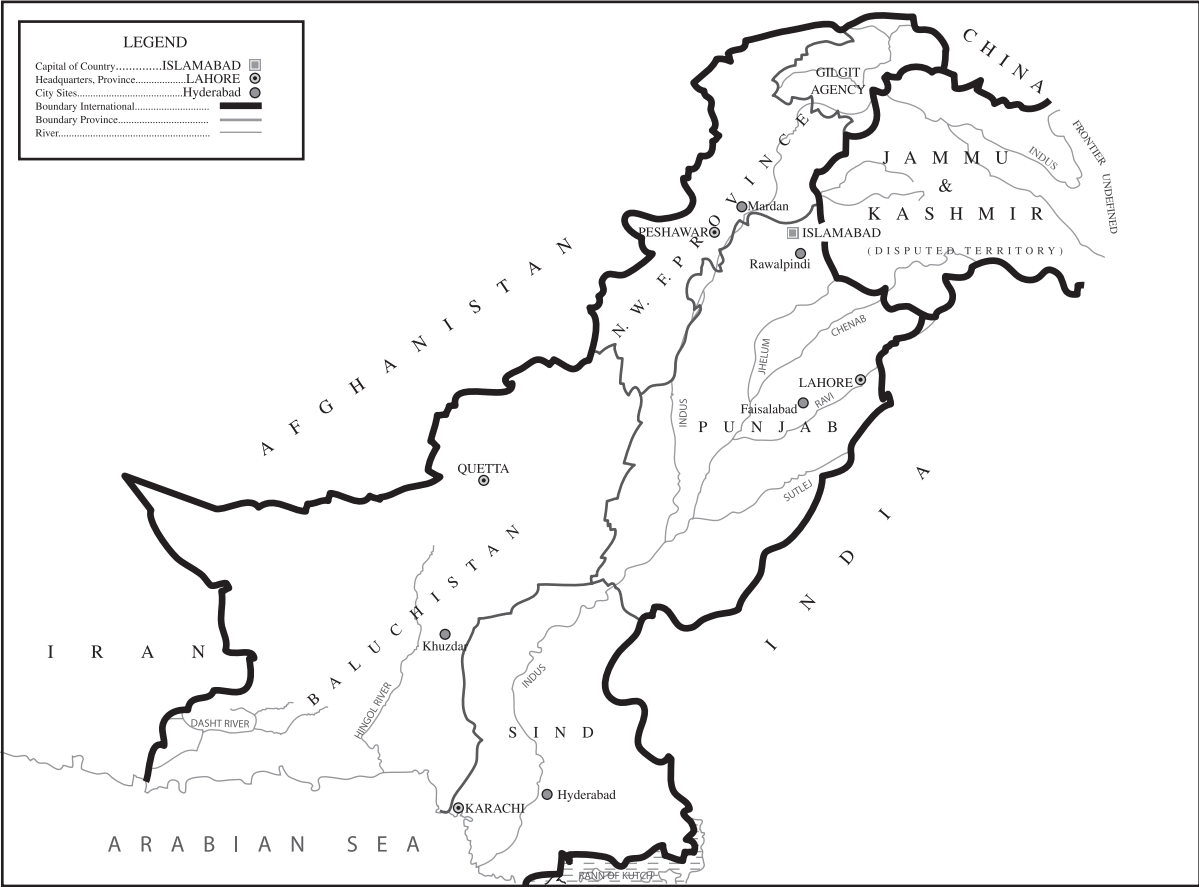 LEGEND
Capital of Country..............ISLAMABAD
Headquarters, Province...................LAHORE
City Sites........................................Hyderabad
Boundary International............................
Boundary Province..................................
River.........................................................
CHINA
GILGIT
AGENCY
FRONTIER UNDEFINED
INDUS
JAMMU
&
KASHMIR
(DISPUTED TERRITORY)
N.W.F.PROVINCE
Mardan
PESHAWAR
ISLAMABAD
Rawalpindi
AFGHANISTAN
CHENAB
JHELUM
LAHORE
RAVI
Faisalabad
INDUS
PUNJAB
QUETTA
SUTLEJ
INDIA
BALUCHISTAN
Khuzdar
IRAN
INDUS
HINGOL RIVER
DASHT RIVER
SIND
Hyderabad
KARACHI
ARABIAN SEA
RANN OF KUTCH